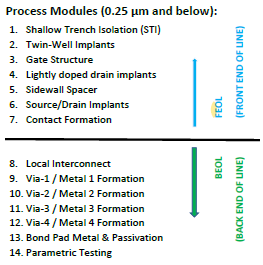 Process Modules (0.25 µm and below):
1. Shallow Trench Isolation (STI)
2. Twin-Well Implants
3. Gate Structure
4. Lightly doped drain implants
5. Sidewall Spacer
6. Source/Drain Implants
7. Contact Formation
FEOL
(FRONT END OF LINE)
8. Local Interconnect
9. Via-1 / Metal 1 Formation
10. Via-2 / Metal 2 Formation
11. Via-3 / Metal 3 Formation
12. Via-4 / Metal 4 Formation
13. Bond Pad Metal & Passivation
14. Parametric Testing
BEOL
(BACK END OF LINE)